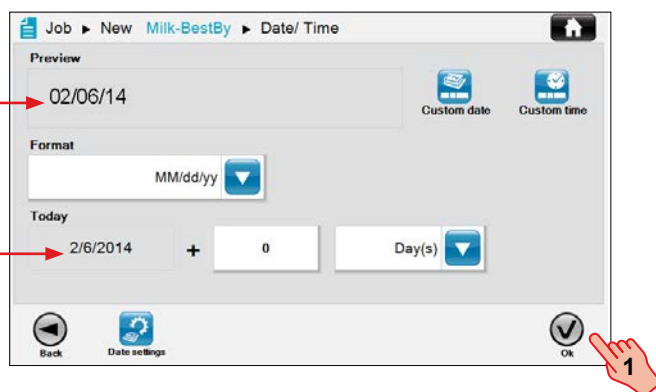 Job ▶ New Milk-BestBy ▶ Date/ Time
Preview
02/06/14
Custom date
Custom time
Format
MM/dd/yy
Today
2/6/2014 + 0 Day(s)
Back
Date settings
Ok
1